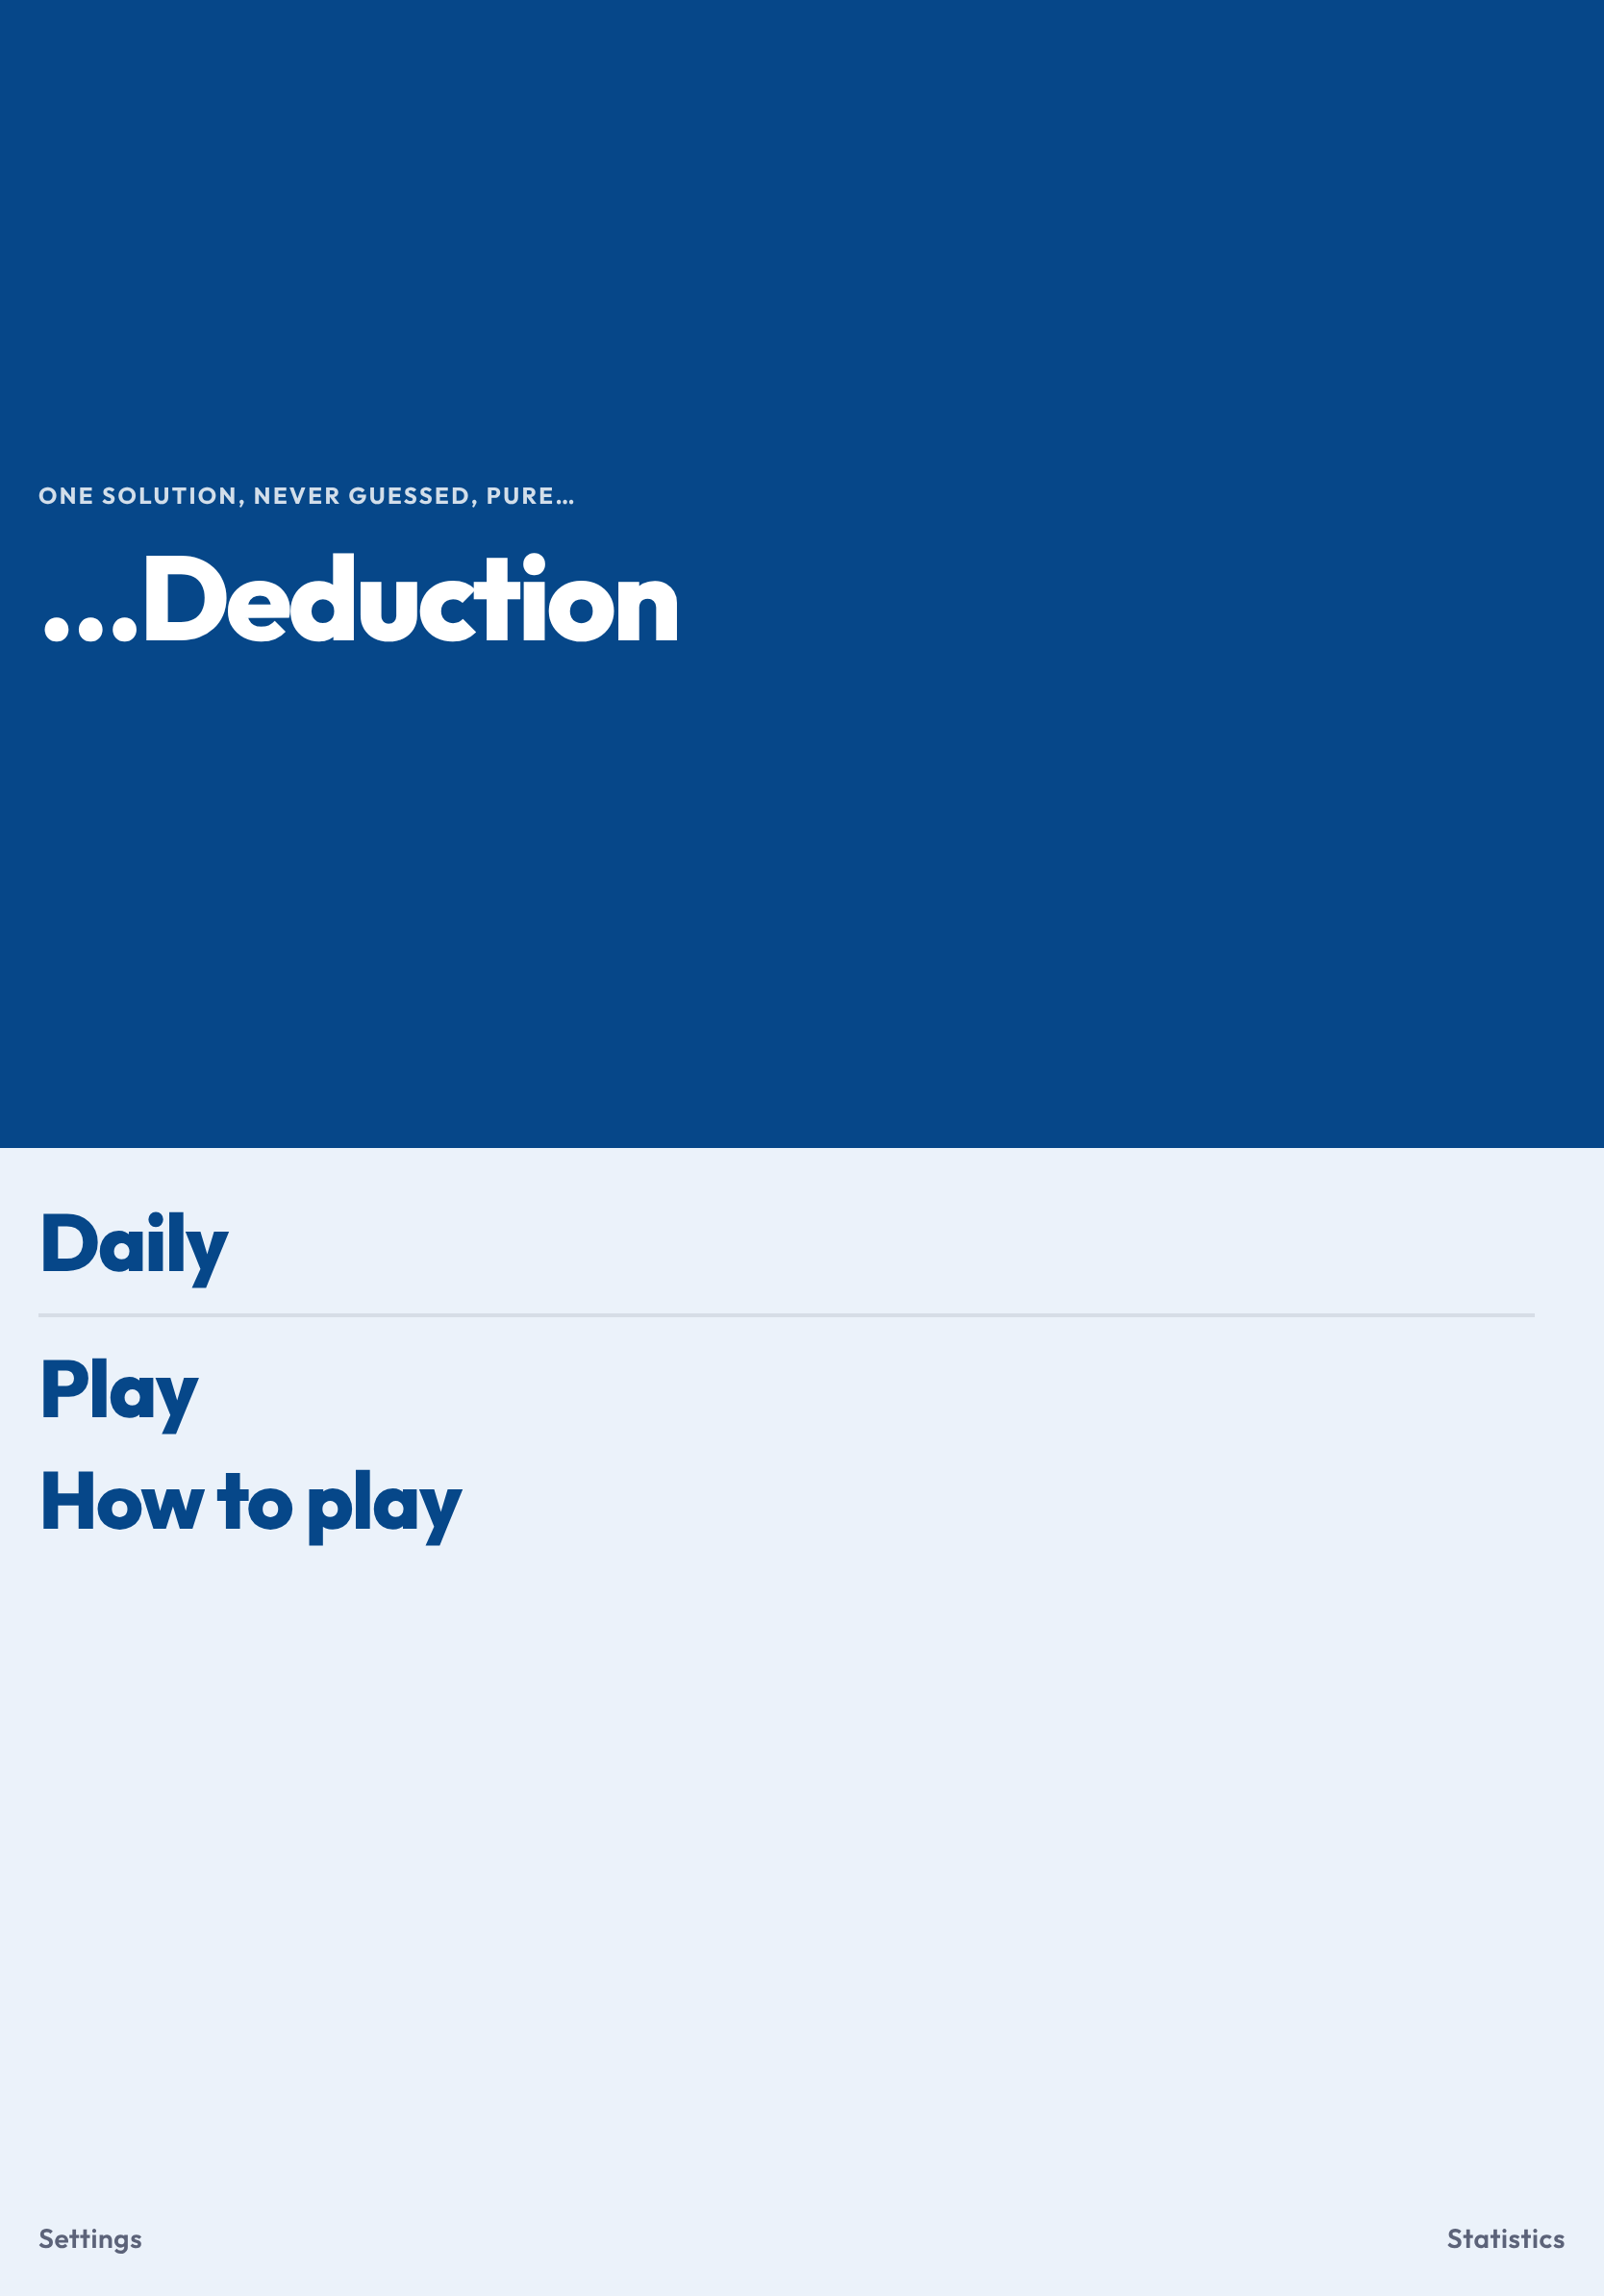 ONE SOLUTION, NEVER GUESSED, PURE…
…Deduction
Daily
Play
How to play
Settings
Statistics